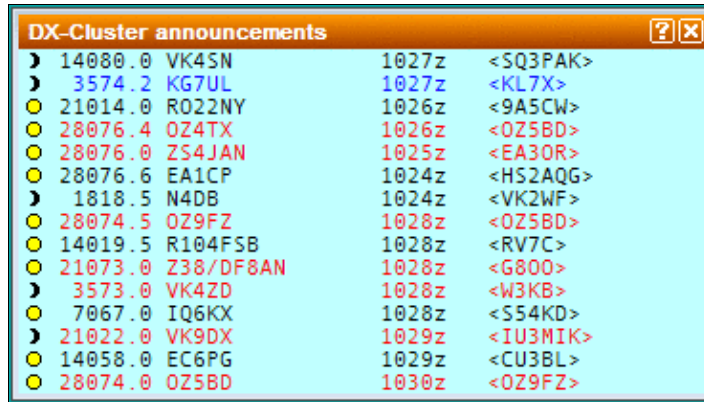 DX-Cluster announcements
14080.0 VK4SN 1027z <SQ3PAK>
3574.2 KG7UL 1027z <KL7X>
21014.0 RO22NY 1026z <9A5CW>
28076.4 OZ4TX 1026z <OZ5BD>
28076.0 ZS4JAN 1025z <EA3OR>
28076.6 EA1CP 1024z <HS2AQG>
1818.5 N4DB 1024z <VK2WF>
28074.5 OZ9FZ 1028z <OZ5BD>
14019.5 R104FSB 1028z <RV7C>
21073.0 Z38/DF8AN 1028z <G8OO>
3573.0 VK4ZD 1028z <W3KB>
7067.0 IQ6KX 1028z <S54KD>
21022.0 VK9DX 1029z <IU3MIK>
14058.0 EC6PG 1029z <CU3BL>
28074.0 OZ5BD 1030z <OZ9FZ>